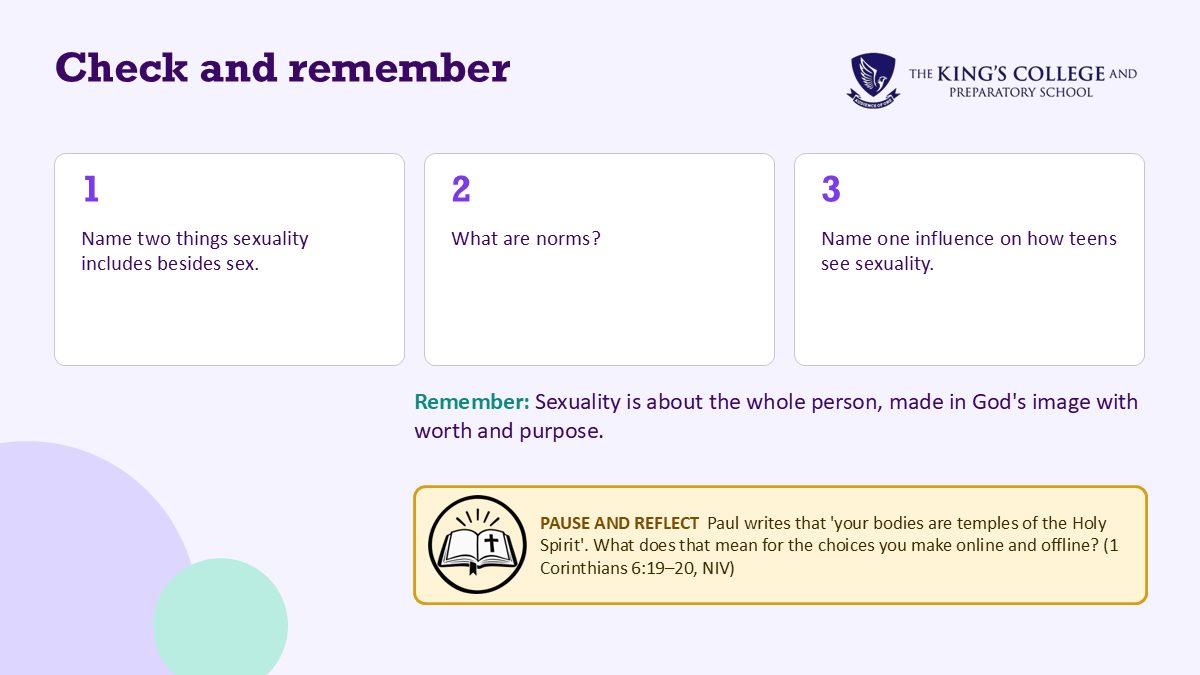 Check and remember
THE KING'S COLLEGE AND
PREPARATORY SCHOOL
AUDIENCE OF ONE
1
Name two things sexuality
includes besides sex.
2
What are norms?
3
Name one influence on how teens
see sexuality.
Remember: Sexuality is about the whole person, made in God's image with
worth and purpose.
PAUSE AND REFLECT Paul writes that 'your bodies are temples of the Holy
Spirit'. What does that mean for the choices you make online and offline? (1
Corinthians 6:19–20, NIV)